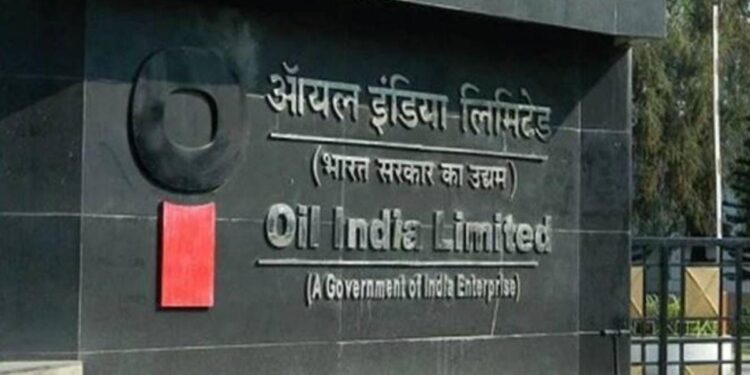 ऑयल इंडिया लिमिटेड
(भारत सरकार का उद्यम)
Oil India Limited
(A Government of India Enterprise)